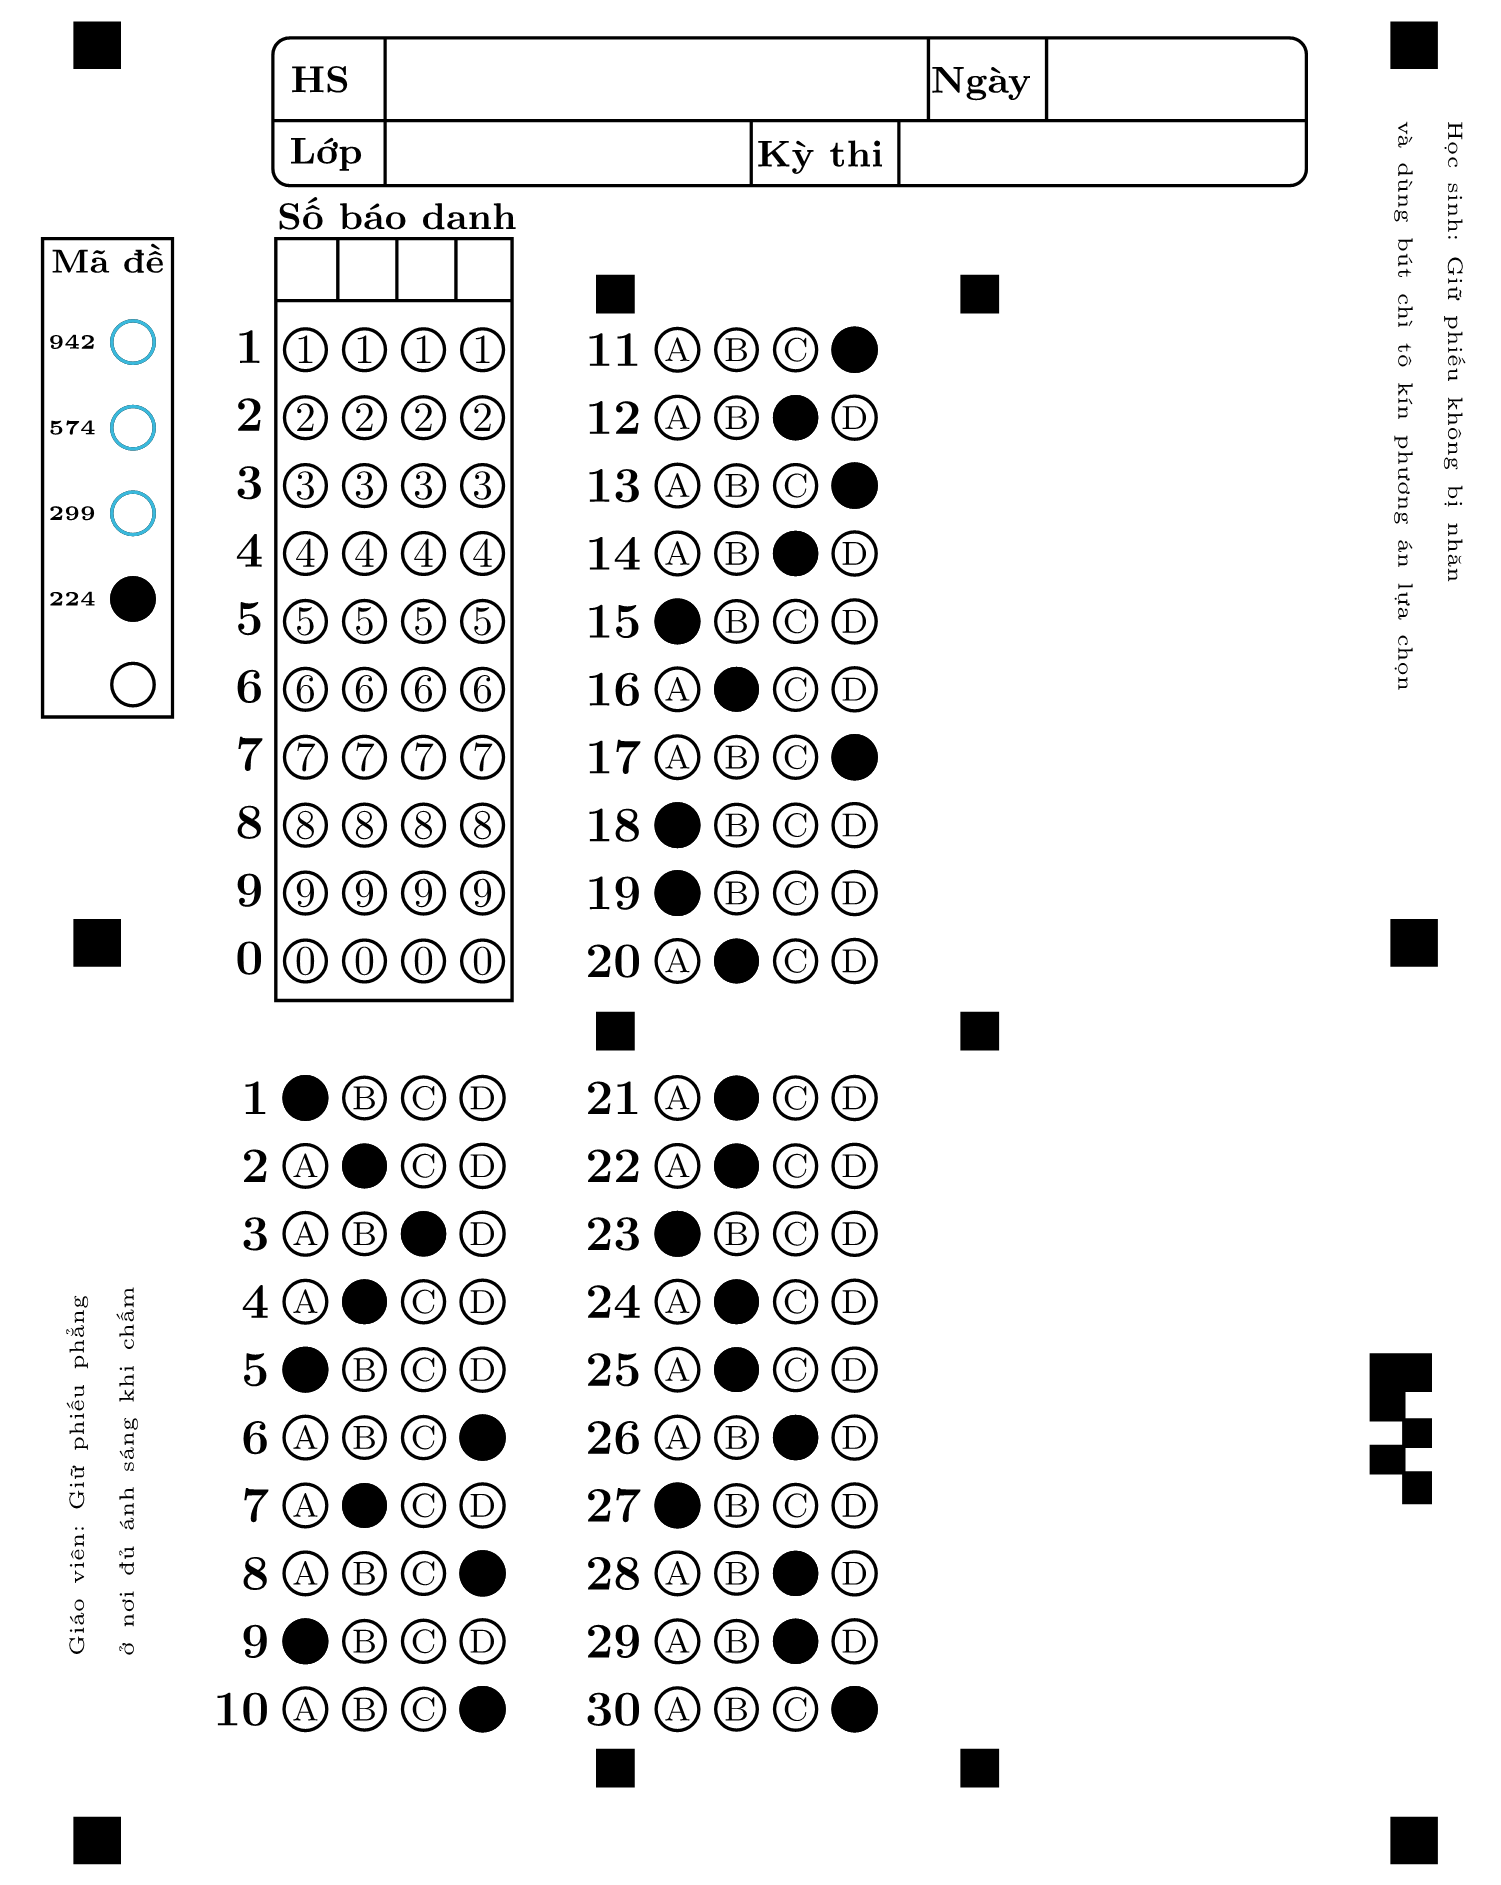 HS
Ngày
Lớp
Kỳ thi
Số báo danh
Mã đề
942
574
299
224
1 1 1 1 1
2 2 2 2 2
3 3 3 3 3
4 4 4 4 4
5 5 5 5 5
6 6 6 6 6
7 7 7 7 7
8 8 8 8 8
9 9 9 9 9
0 0 0 0 0
11 A B C
12 A B D
13 A B C
14 A B D
15 B C D
16 A C D
17 A B C
18 B C D
19 B C D
20 A C D
1 B C D
2 A C D
3 A B D
4 A C D
5 B C D
6 A B C
7 A C D
8 A B C
9 B C D
10 A B C
21 A C D
22 A C D
23 B C D
24 A C D
25 A C D
26 A B D
27 B C D
28 A B D
29 A B D
30 A B C
Học sinh: Giữ phiếu không bị nhăn
và dùng bút chì tô kín phương án lựa chọn
Giáo viên: Giữ phiếu phẳng
ở nơi đủ ánh sáng khi chấm